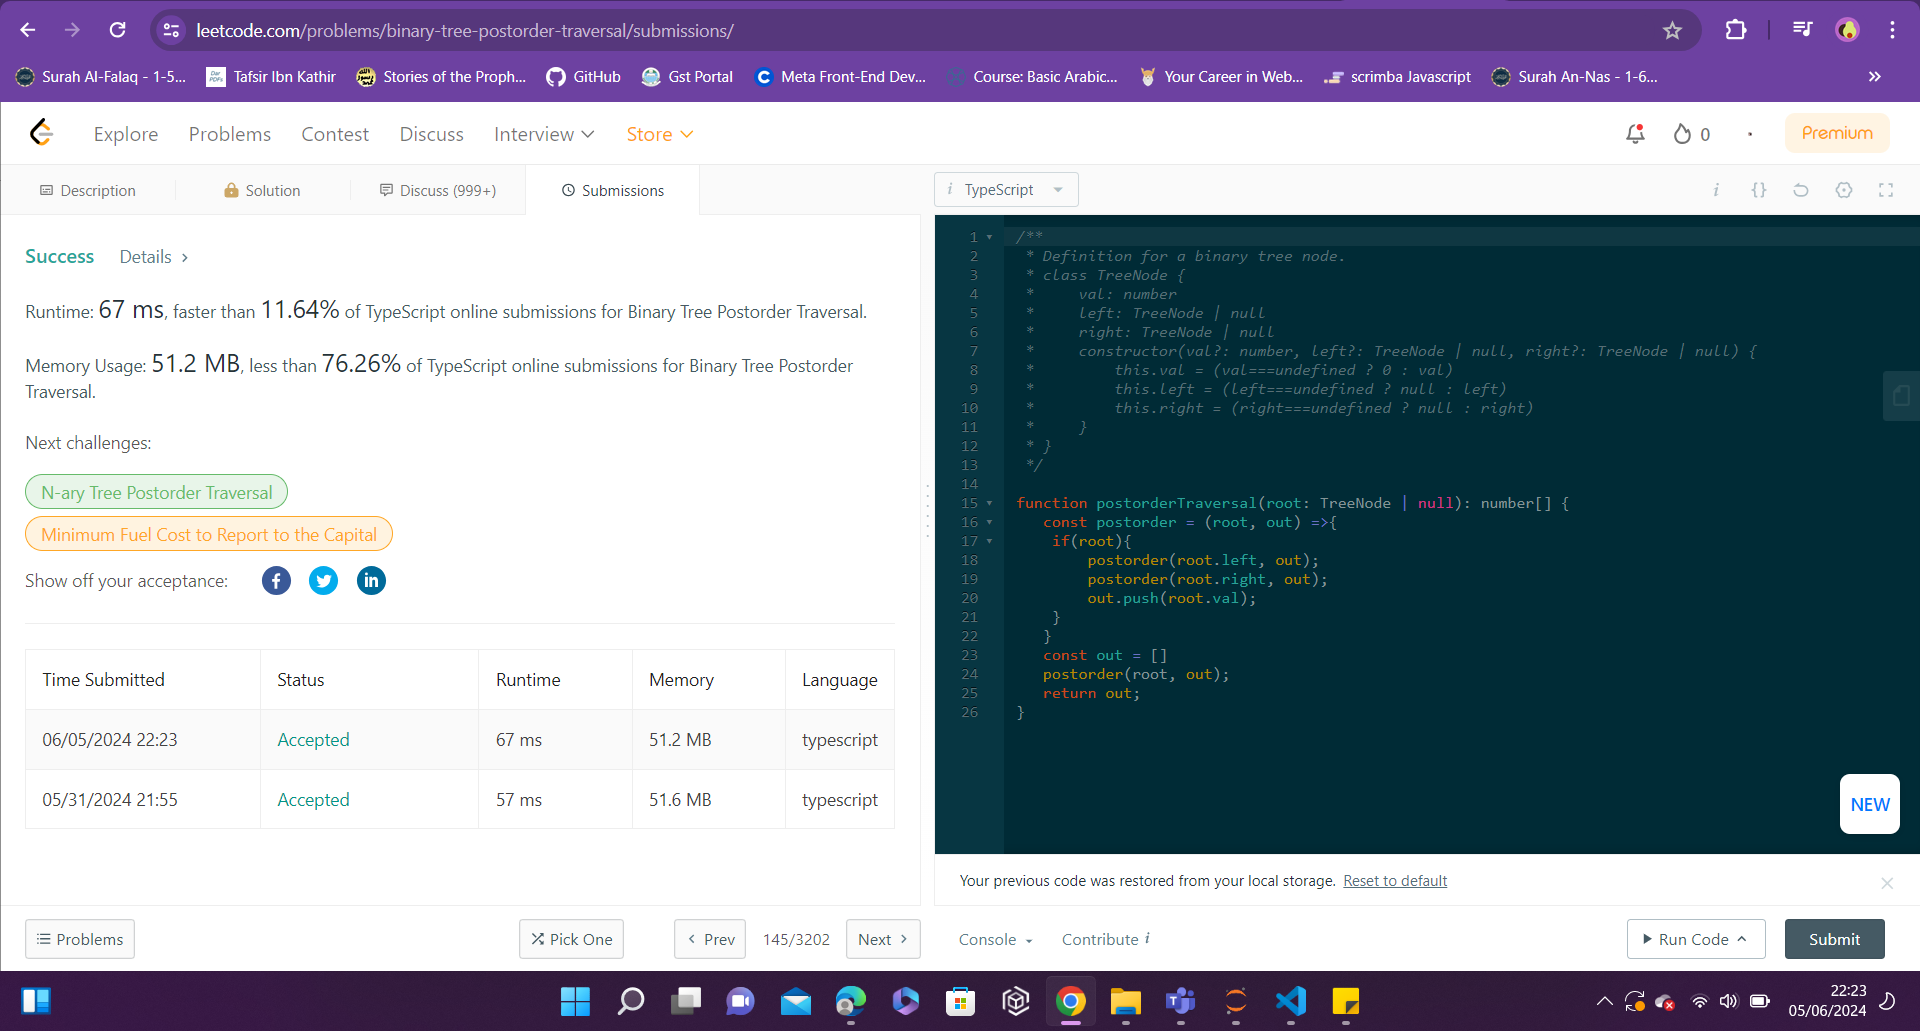 leetcode.com/problems/binary-tree-postorder-traversal/submissions/
Surah Al-Falaq - 1-5... Tafsir Ibn Kathir Stories of the Proph... GitHub Gst Portal Meta Front-End Dev... Course: Basic Arabic... Your Career in Web... scrimba Javascript Surah An-Nas - 1-6... »
Explore Problems Contest Discuss Interview Store 0 Premium
Description Solution Discuss (999+) Submissions
i TypeScript i {}
Success Details >
Runtime: 67 ms, faster than 11.64% of TypeScript online submissions for Binary Tree Postorder Traversal.
Memory Usage: 51.2 MB, less than 76.26% of TypeScript online submissions for Binary Tree Postorder
Traversal.
Next challenges:
N-ary Tree Postorder Traversal
Minimum Fuel Cost to Report to the Capital
Show off your acceptance:
Time Submitted Status Runtime Memory Language
06/05/2024 22:23 Accepted 67 ms 51.2 MB typescript
05/31/2024 21:55 Accepted 57 ms 51.6 MB typescript
1 /**
2 * Definition for a binary tree node.
3 * class TreeNode {
4 *     val: number
5 *     left: TreeNode | null
6 *     right: TreeNode | null
7 *     constructor(val?: number, left?: TreeNode | null, right?: TreeNode | null) {
8 *         this.val = (val===undefined ? 0 : val)
9 *         this.left = (left===undefined ? null : left)
10 *         this.right = (right===undefined ? null : right)
11 *     }
12 * }
13 */
14
15 function postorderTraversal(root: TreeNode | null): number[] {
16    const postorder = (root, out) =>{
17     if(root){
18         postorder(root.left, out);
19         postorder(root.right, out);
20         out.push(root.val);
21     }
22    }
23    const out = []
24    postorder(root, out);
25    return out;
26 }
NEW
Your previous code was restored from your local storage. Reset to default
Problems Pick One < Prev 145/3202 Next > Console Contribute i Run Code Submit
22:23
05/06/2024